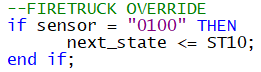 --FIRETRUCK OVERRIDE
if sensor = "0100" THEN
next_state <= ST10;
end if;